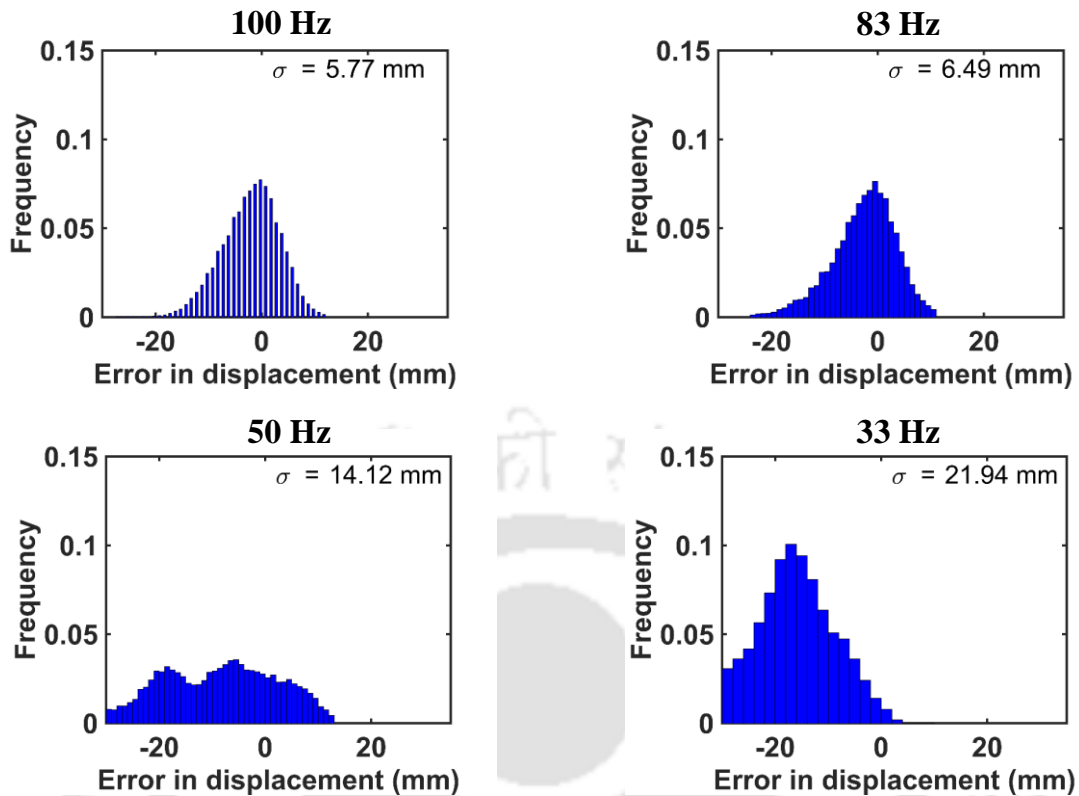 100 Hz
0.15
σ = 5.77 mm
0.1
0.05
0
Frequency
-20 0 20
Error in displacement (mm)
83 Hz
0.15
σ = 6.49 mm
0.1
0.05
0
Frequency
-20 0 20
Error in displacement (mm)
50 Hz
0.15
σ = 14.12 mm
0.1
0.05
0
Frequency
-20 0 20
Error in displacement (mm)
33 Hz
0.15
σ = 21.94 mm
0.1
0.05
0
Frequency
-20 0 20
Error in displacement (mm)